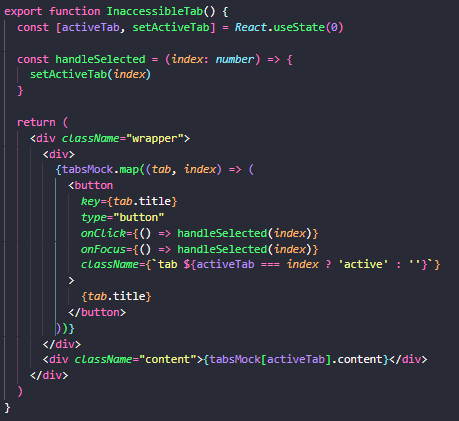 export function InaccessibleTab() {
const [activeTab, setActiveTab] = React.useState(0)
const handleSelected = (index: number) => {
setActiveTab(index)
}
return (
<div className="wrapper">
<div>
{tabsMock.map((tab, index) => (
<button
key={tab.title}
type="button"
onClick={() => handleSelected(index)}
onFocus={() => handleSelected(index)}
className={`tab ${activeTab === index ? 'active' : ''}`}
>
{tab.title}
</button>
))}
</div>
<div className="content">{tabsMock[activeTab].content}</div>
</div>
)
}